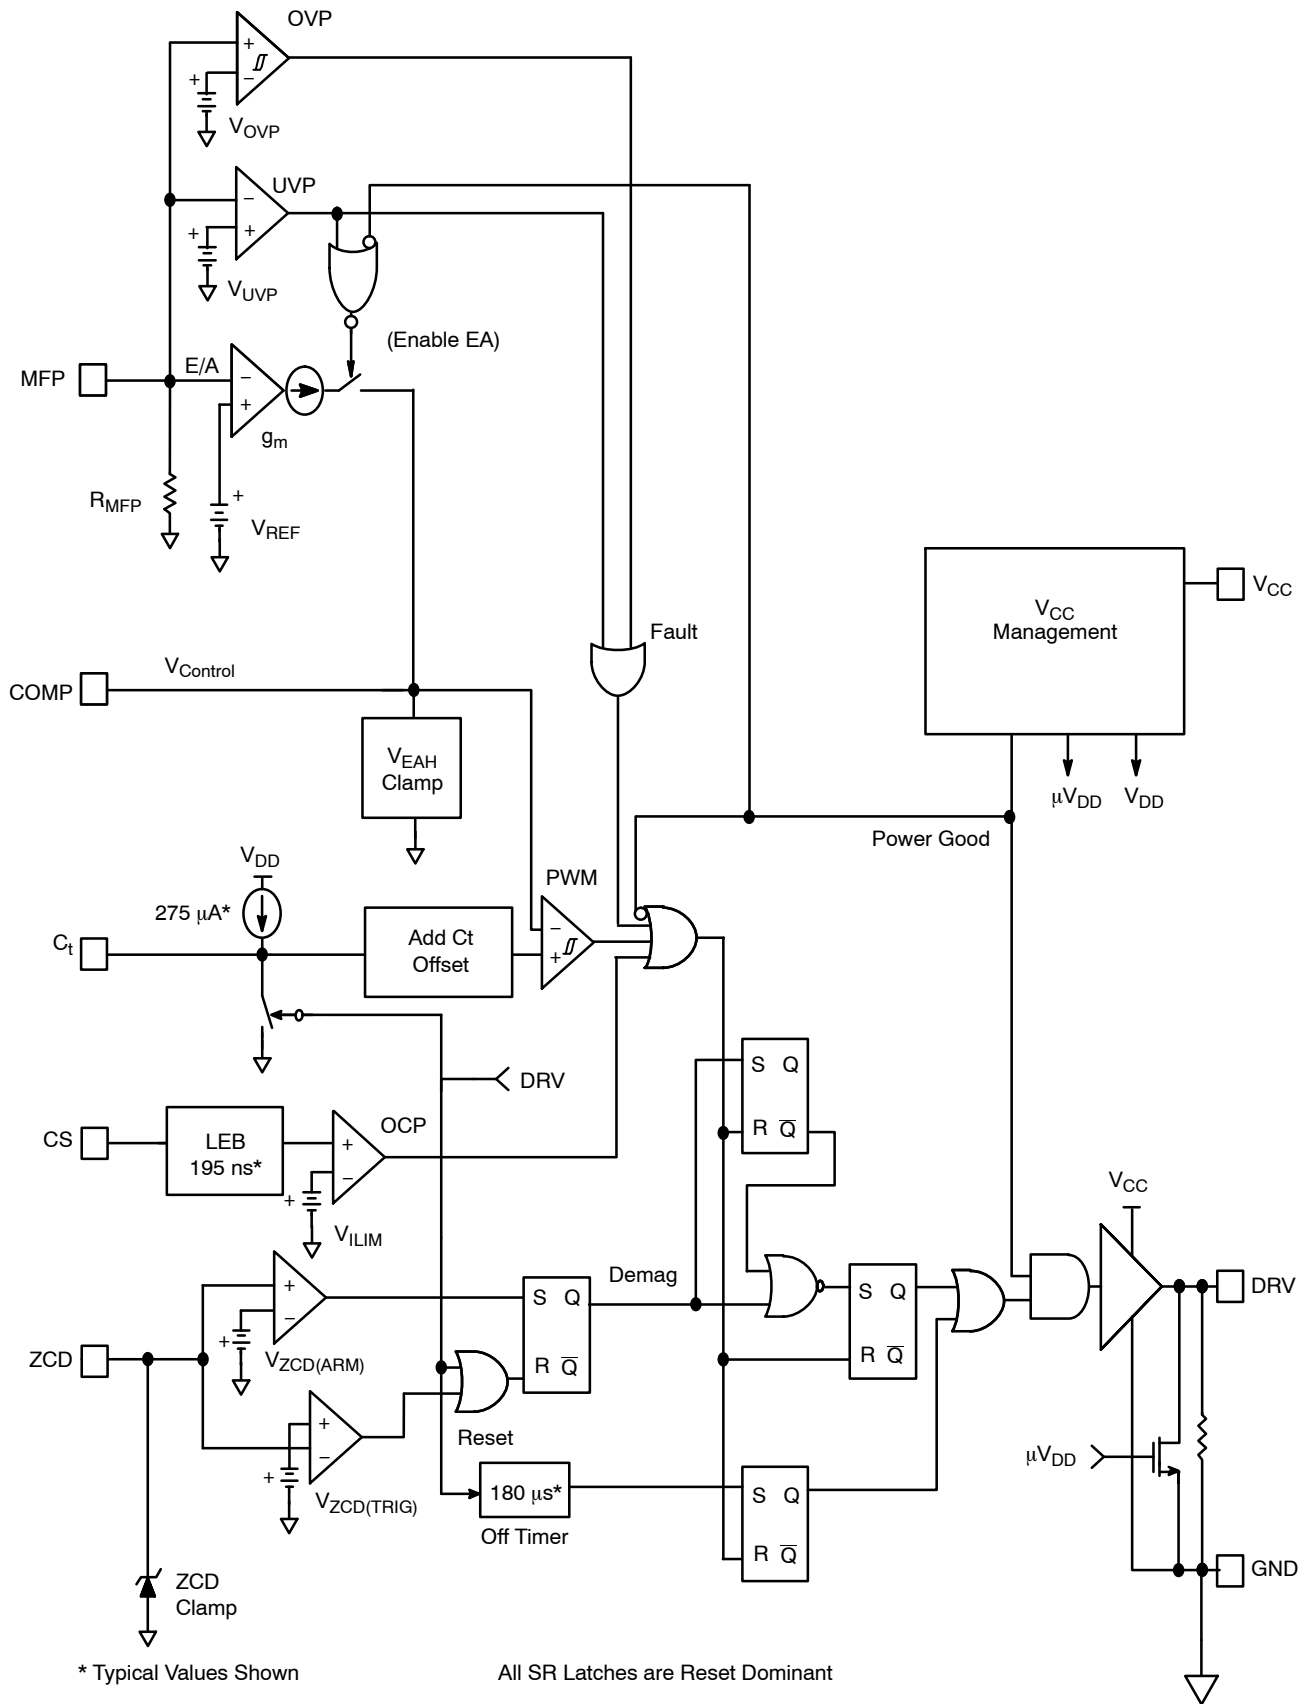 OVP
+
−
+
V_OVP
UVP
−
+
+
V_UVP
(Enable EA)
MFP
E/A
−
+
g_m
R_MFP
+
V_REF
V_CC
Management
V_CC
Fault
V_Control
COMP
V_EAH
Clamp
μV_DD
V_DD
Power Good
V_DD
PWM
275 μA*
C_t
Add Ct
Offset
−
+
DRV
S Q
R Q̅
CS
LEB
195 ns*
OCP
+
−
+
V_ILIM
V_CC
Demag
+
−
+
V_ZCD(ARM)
S Q
R Q̅
S Q
R Q̅
DRV
ZCD
+
−
+
V_ZCD(TRIG)
Reset
μV_DD
180 μs*
Off Timer
S Q
R Q̅
GND
ZCD
Clamp
* Typical Values Shown
All SR Latches are Reset Dominant